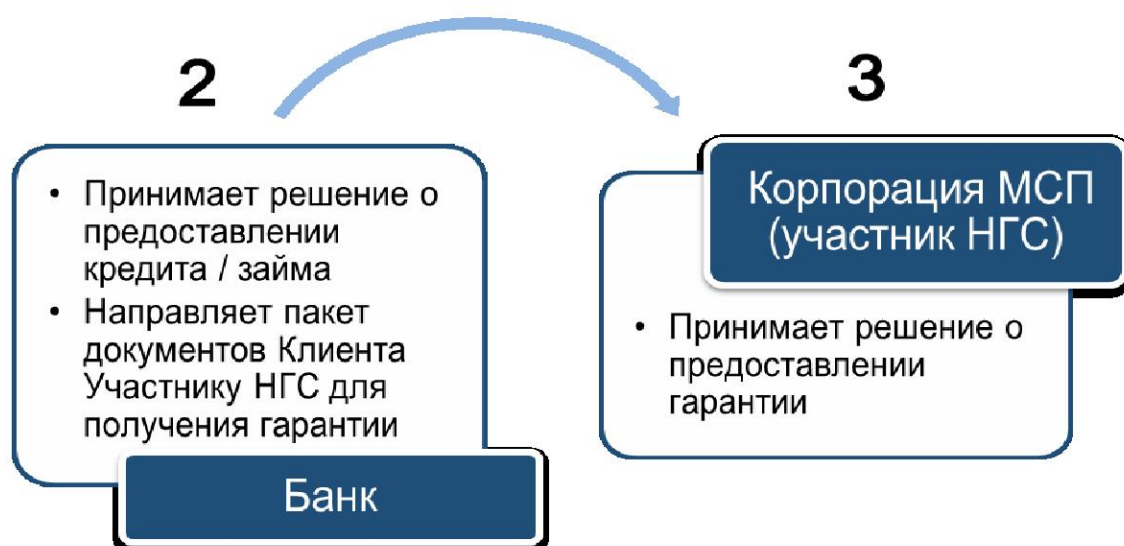 2
• Принимает решение о
предоставлении
кредита / займа
• Направляет пакет
документов Клиента
Участнику НГС для
получения гарантии
Банк
3
Корпорация МСП
(участник НГС)
• Принимает решение о
предоставлении
гарантии